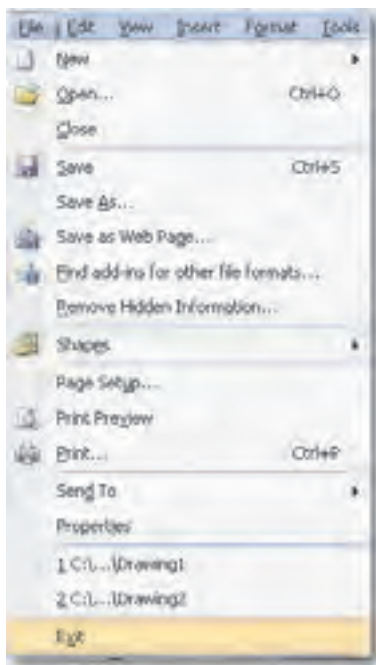 File Edit View Insert Format Tools
New
Open... Ctrl+O
Close
Save Ctrl+S
Save As...
Save as Web Page...
Find add-ins for other file formats...
Remove Hidden Information...
Shapes
Page Setup...
Print Preview
Print... Ctrl+P
Send To
Properties
1 C:\...\Drawing1
2 C:\...\Drawing2
Exit